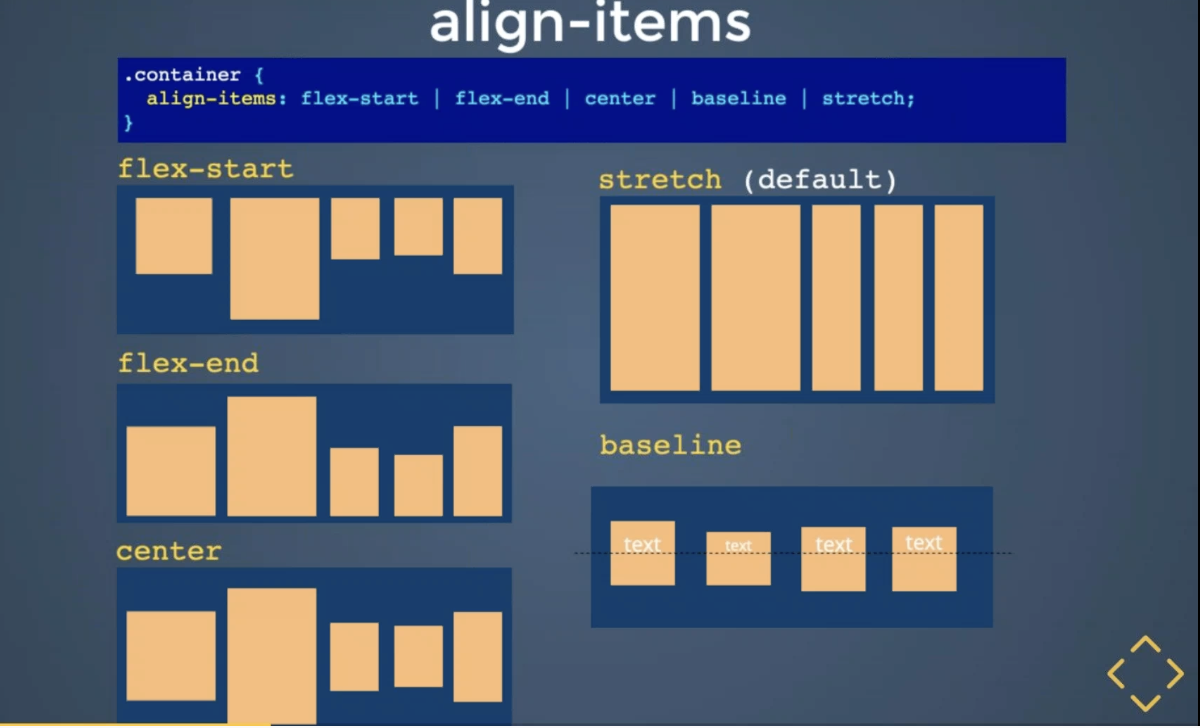 align-items
.container {
align-items: flex-start | flex-end | center | baseline | stretch;
}
flex-start
stretch (default)
flex-end
baseline
text text text text
center